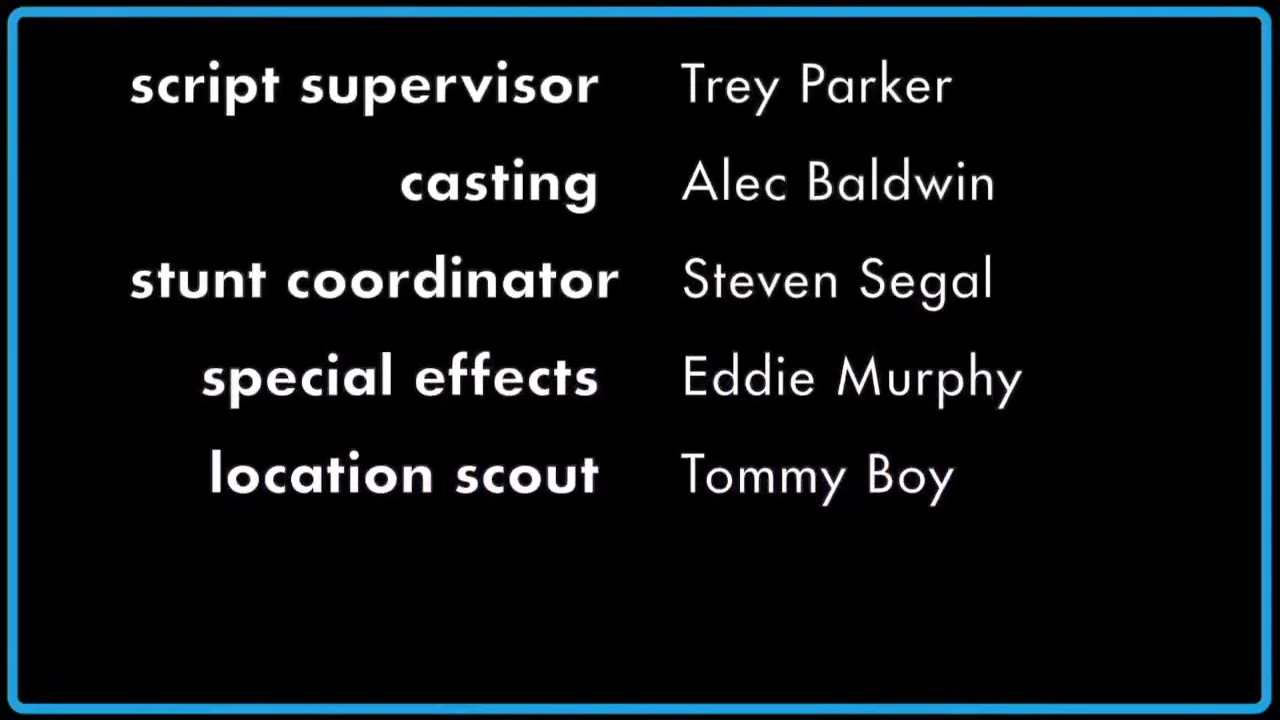 script supervisor Trey Parker
casting Alec Baldwin
stunt coordinator Steven Segal
special effects Eddie Murphy
location scout Tommy Boy